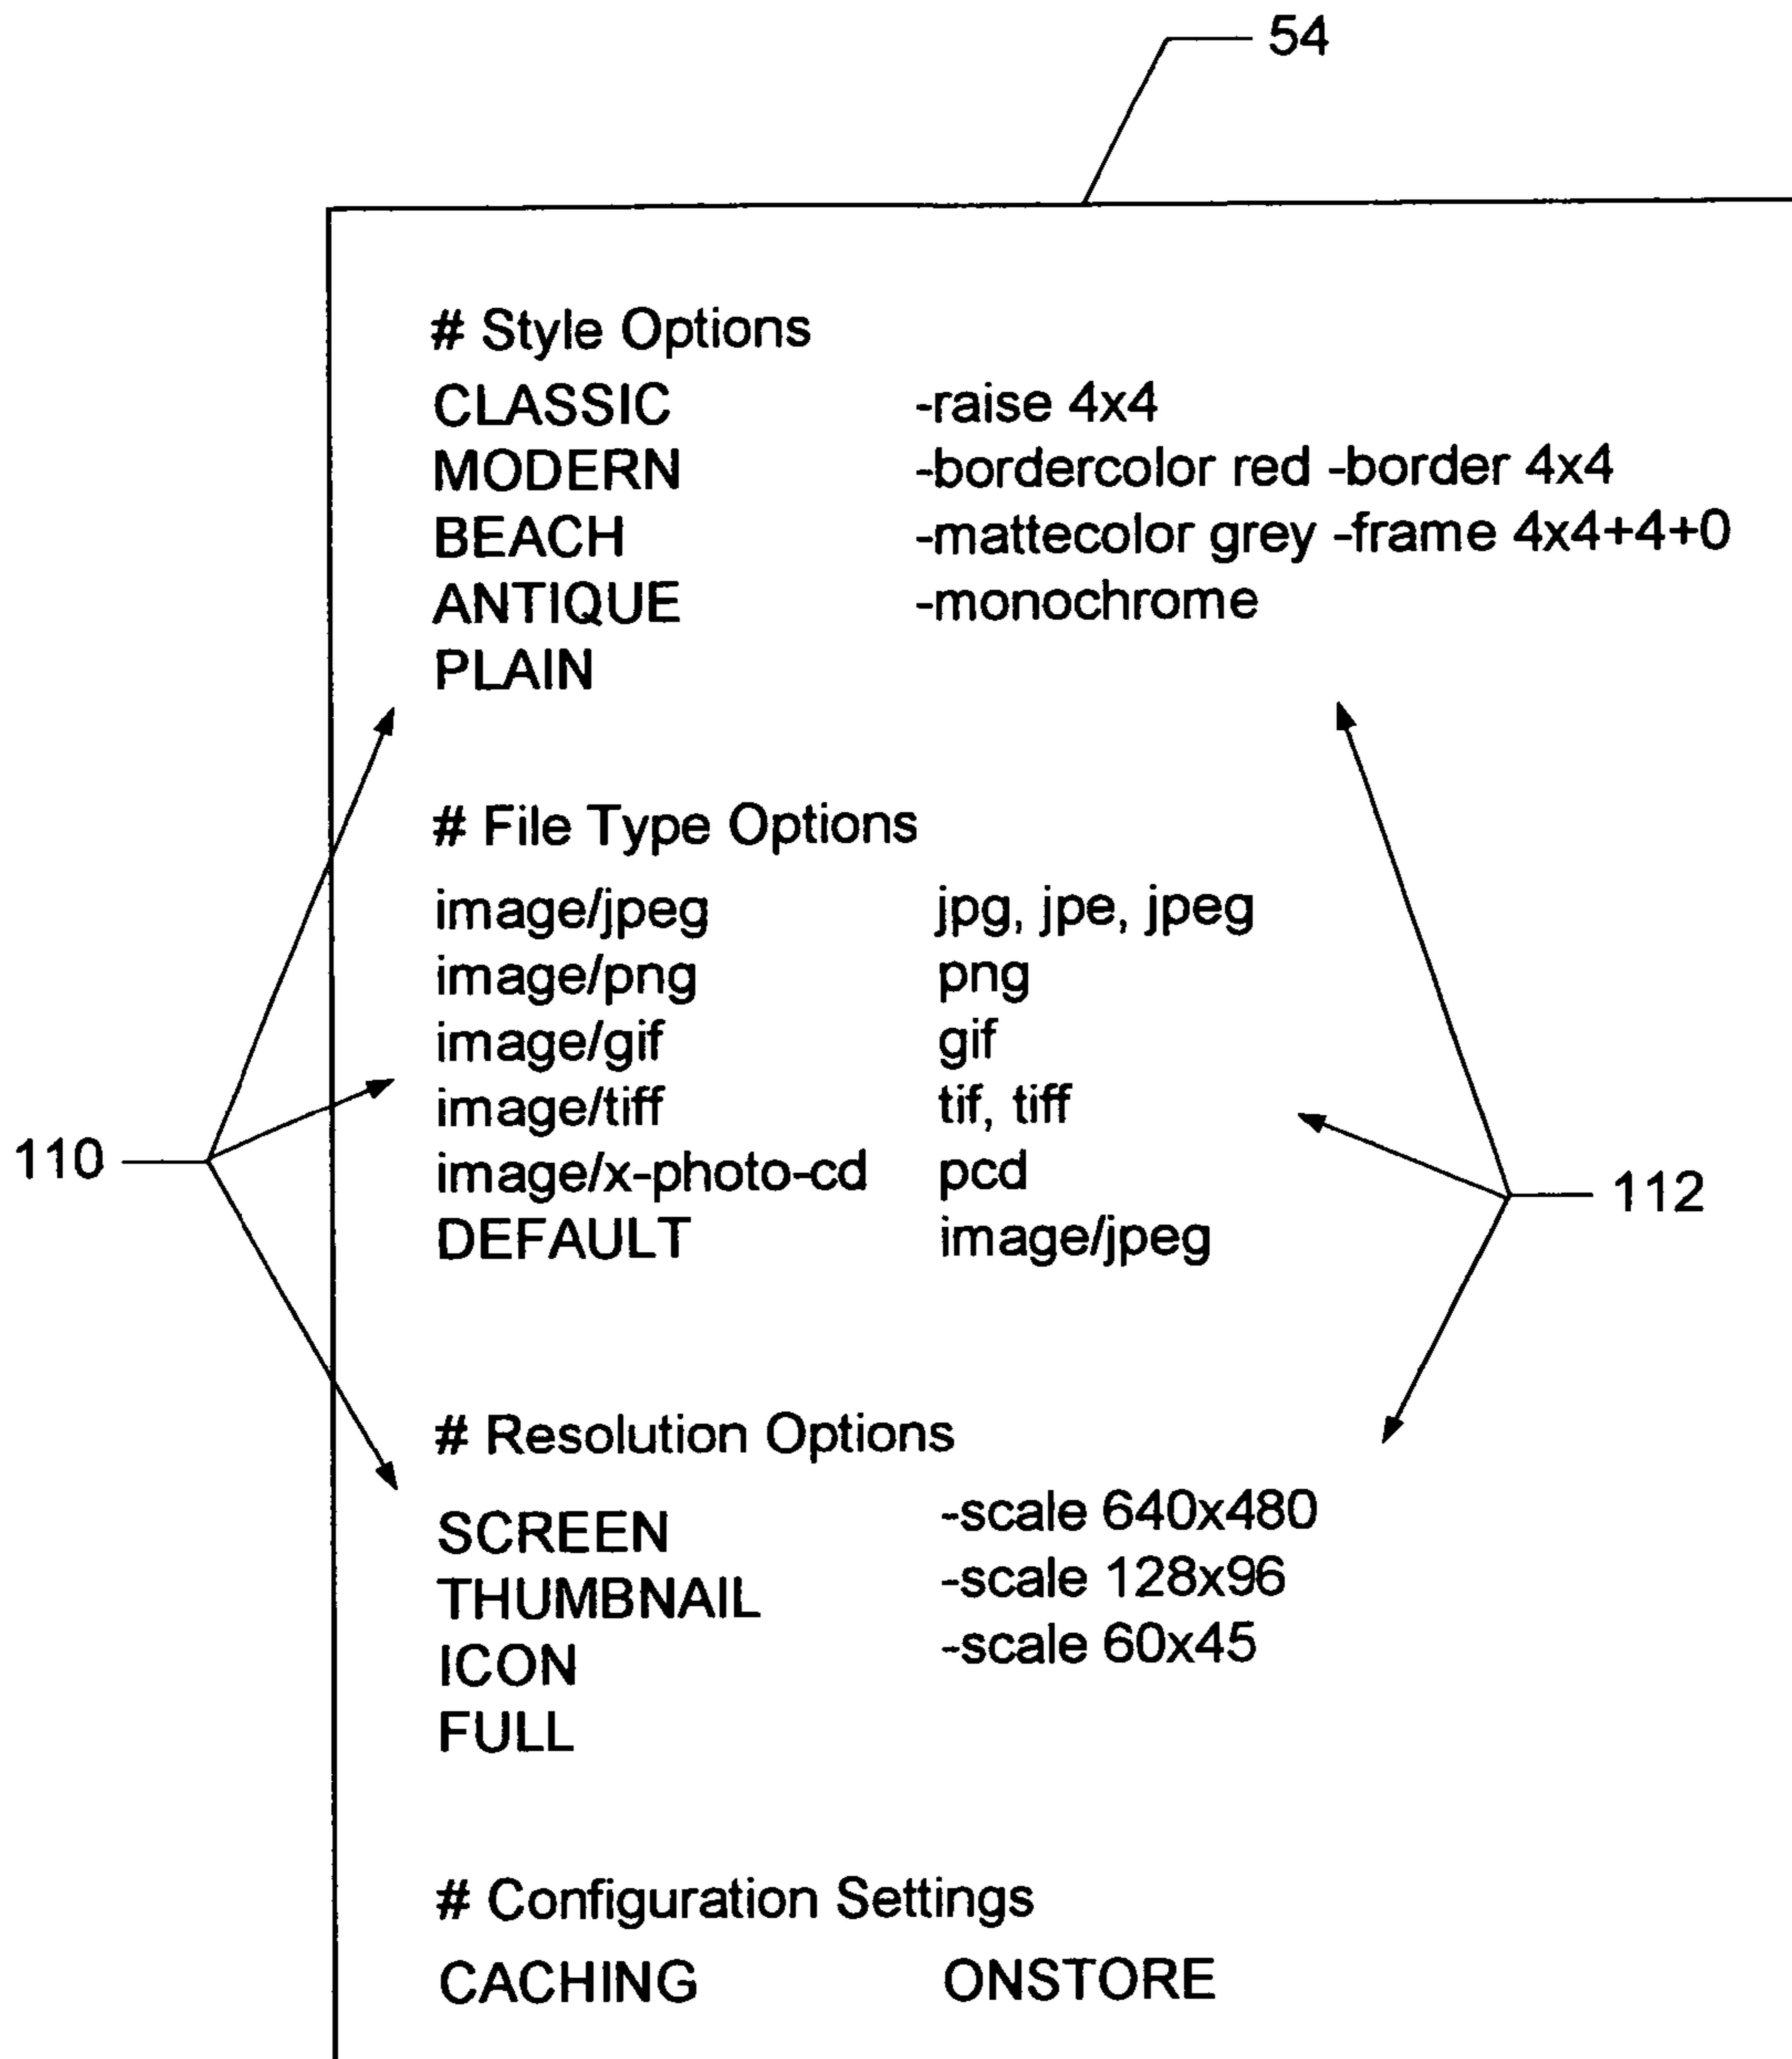 54
# Style Options
CLASSIC -raise 4x4
MODERN -bordercolor red -border 4x4
BEACH -mattecolor grey -frame 4x4+4+0
ANTIQUE -monochrome
PLAIN
# File Type Options
image/jpeg jpg, jpe, jpeg
image/png png
image/gif gif
image/tiff tif, tiff
110
image/x-photo-cd pcd
112
DEFAULT image/jpeg
# Resolution Options
SCREEN -scale 640x480
THUMBNAIL -scale 128x96
ICON -scale 60x45
FULL
# Configuration Settings
CACHING ONSTORE